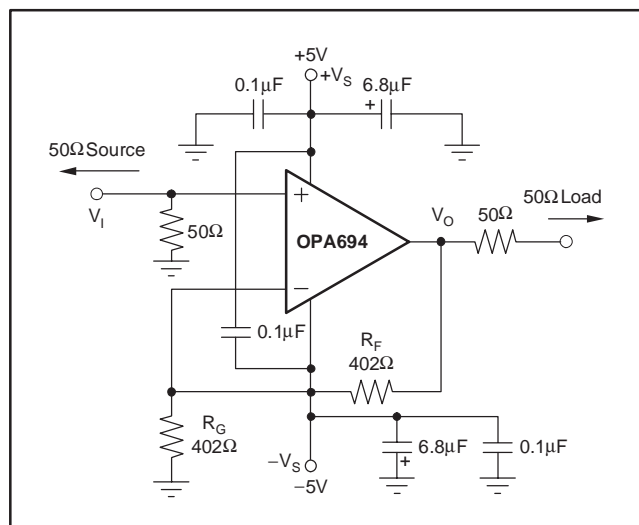 +5V
+V_S
0.1μF
6.8μF
+
50Ω Source
V_I
50Ω
+
OPA694
−
V_O
50Ω
50Ω Load
0.1μF
R_F
402Ω
R_G
402Ω
−V_S
−5V
6.8μF
+
0.1μF